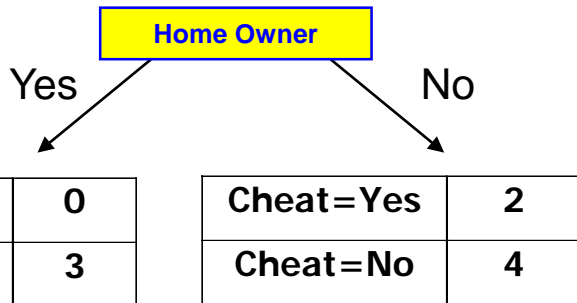 Home Owner
Yes No
0 Cheat=Yes 2
3 Cheat=No 4